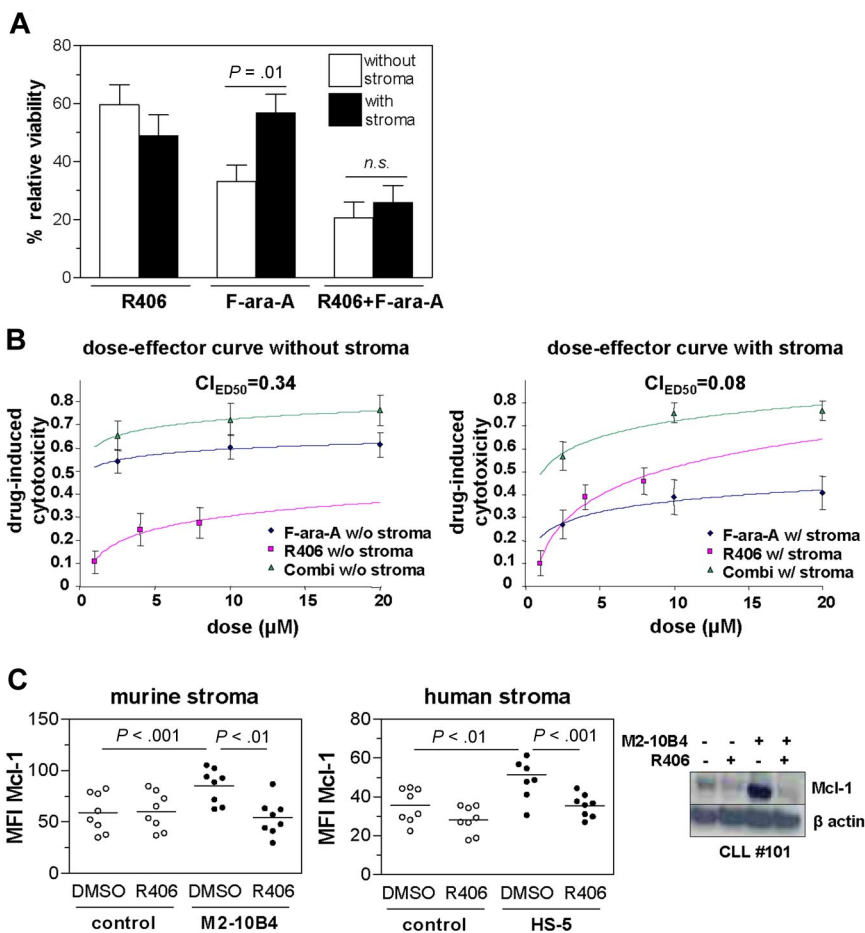 A
80
60
40
20
0
% relative viability
P = .01
n.s.
without
stroma
with
stroma
R406
F-ara-A
R406+F-ara-A
B
dose-effector curve without stroma
CIED50=0.34
0.8
0.7
0.6
0.5
0.4
0.3
0.2
0.1
0
drug-induced
cytotoxicity
F-ara-A w/o stroma
R406 w/o stroma
Combi w/o stroma
0
5
10
15
20
dose (µM)
dose-effector curve with stroma
CIED50=0.08
0.8
0.7
0.6
0.5
0.4
0.3
0.2
0.1
0
drug-induced
cytotoxicity
F-ara-A w/ stroma
R406 w/ stroma
Combi w/ stroma
0
5
10
15
20
dose (µM)
C
murine stroma
150
100
50
0
MFI Mcl-1
P < .001
P < .01
DMSO R406 DMSO R406
control M2-10B4
human stroma
80
60
40
20
0
MFI Mcl-1
P < .01
P < .001
DMSO R406 DMSO R406
control HS-5
M2-10B4 - - + +
R406 - + - +
Mcl-1
β actin
CLL #101